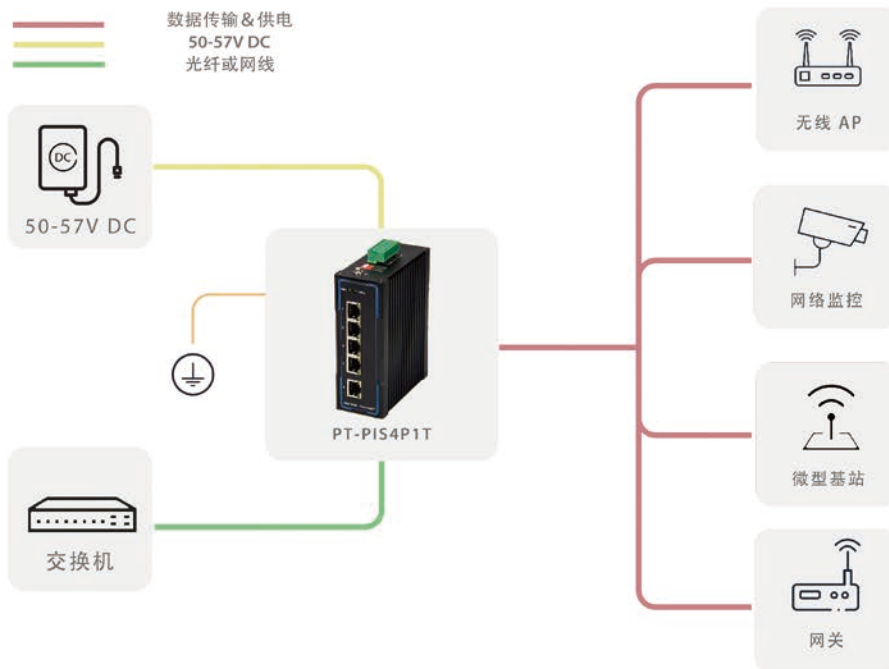 数据传输&供电
50-57V DC
光纤或网线
DC
50-57V DC
交换机
PT-PIS4P1T
无线 AP
网络监控
微型基站
网关